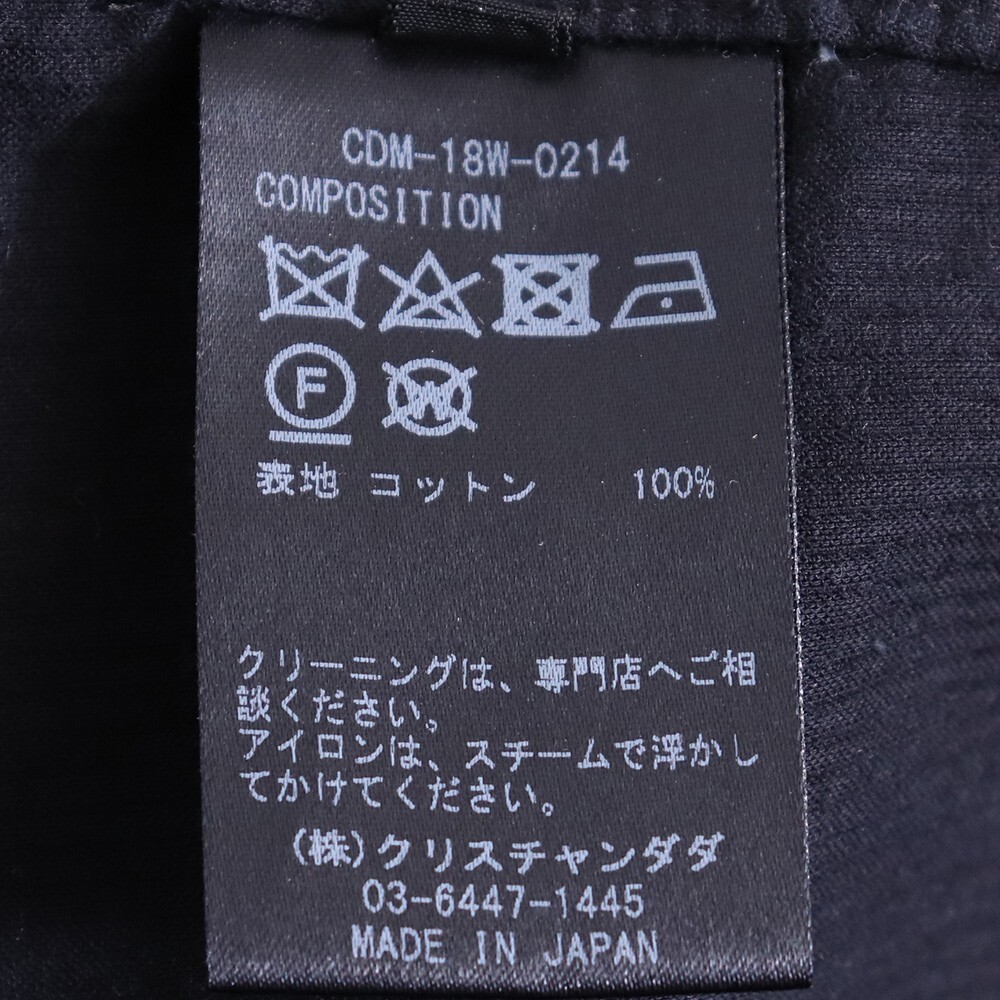 CDM-18W-0214
COMPOSITION
F
W
表地 コットン 100%
クリーニングは、専門店へご相
談ください。
アイロンは、スチームで浮かし
てかけてください。
(株)クリスチャンダダ
03-6447-1445
MADE IN JAPAN